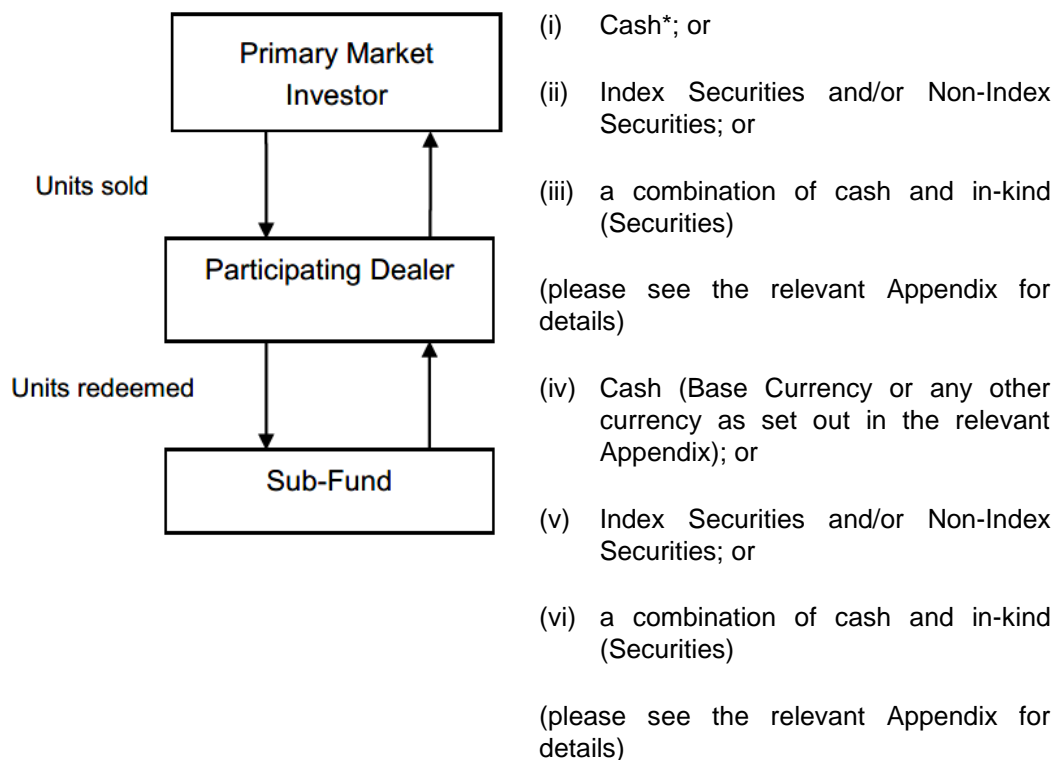 Primary Market
Investor
Units sold
Participating Dealer
Units redeemed
Sub-Fund
(i) Cash*; or
(ii) Index Securities and/or Non-Index
Securities; or
(iii) a combination of cash and in-kind
(Securities)
(please see the relevant Appendix for
details)
(iv) Cash (Base Currency or any other
currency as set out in the relevant
Appendix); or
(v) Index Securities and/or Non-Index
Securities; or
(vi) a combination of cash and in-kind
(Securities)
(please see the relevant Appendix for
details)